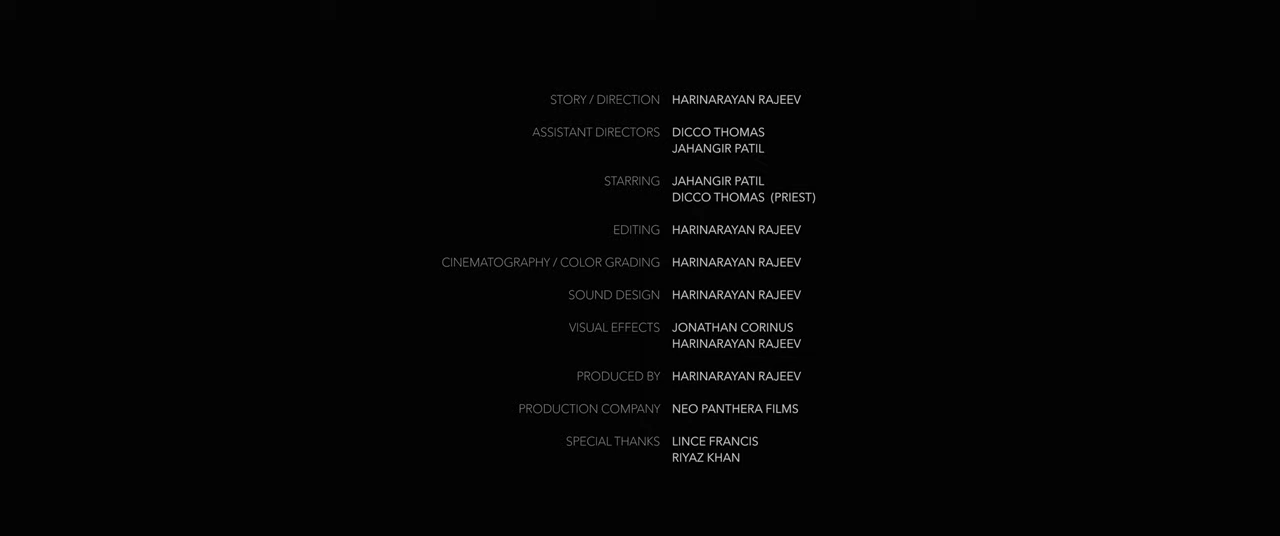 STORY / DIRECTION HARINARAYAN RAJEEV
ASSISTANT DIRECTORS DICCO THOMAS
JAHANGIR PATIL
STARRING JAHANGIR PATIL
DICCO THOMAS (PRIEST)
EDITING HARINARAYAN RAJEEV
CINEMATOGRAPHY / COLOR GRADING HARINARAYAN RAJEEV
SOUND DESIGN HARINARAYAN RAJEEV
VISUAL EFFECTS JONATHAN CORINUS
HARINARAYAN RAJEEV
PRODUCED BY HARINARAYAN RAJEEV
PRODUCTION COMPANY NEO PANTHERA FILMS
SPECIAL THANKS LINCE FRANCIS
RIYAZ KHAN